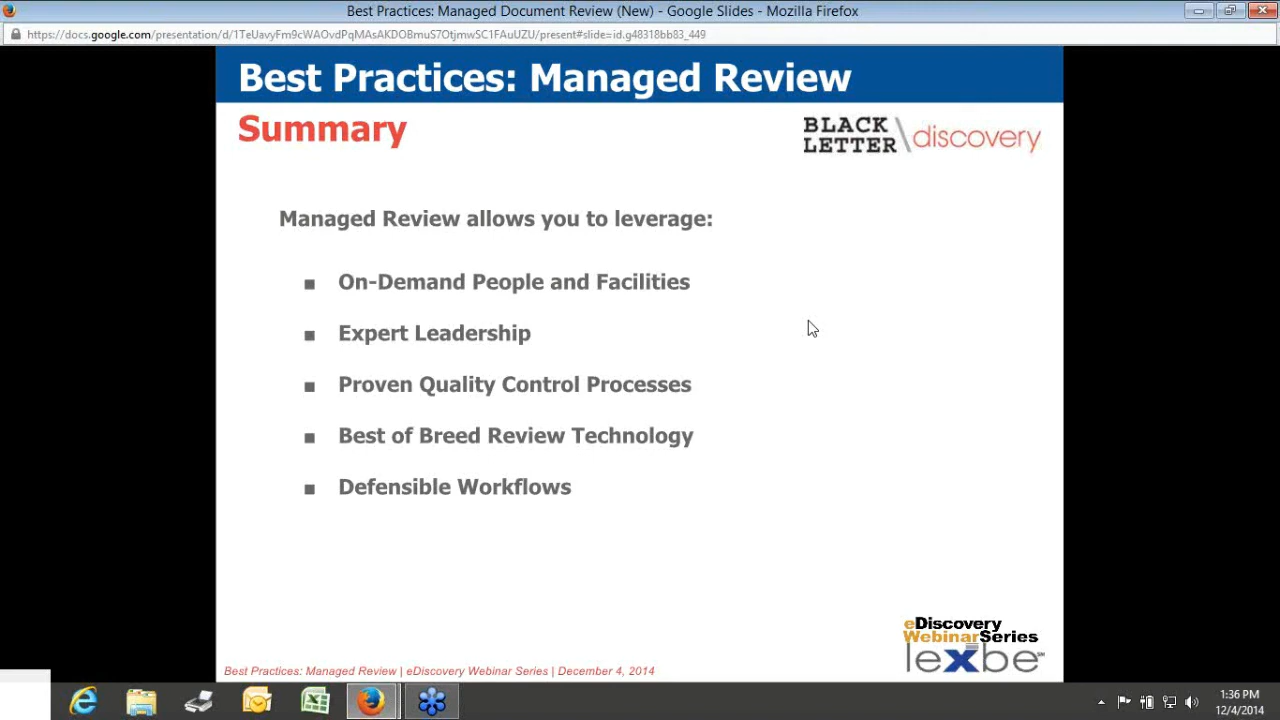 Best Practices: Managed Document Review (New) - Google Slides - Mozilla Firefox
https://docs.google.com/presentation/d/1TeUavyFm9cWAOvdPqMAsAKDOBmuS7OtjmwSC1FAuUZU/present#slide=id.g48318bb83_449
Best Practices: Managed Review
Summary
BLACK LETTER \ discovery
Managed Review allows you to leverage:
■ On-Demand People and Facilities
■ Expert Leadership
■ Proven Quality Control Processes
■ Best of Breed Review Technology
■ Defensible Workflows
eDiscovery
WebinarSeries
lexbe SM
Best Practices: Managed Review | eDiscovery Webinar Series | December 4, 2014
1:36 PM
12/4/2014